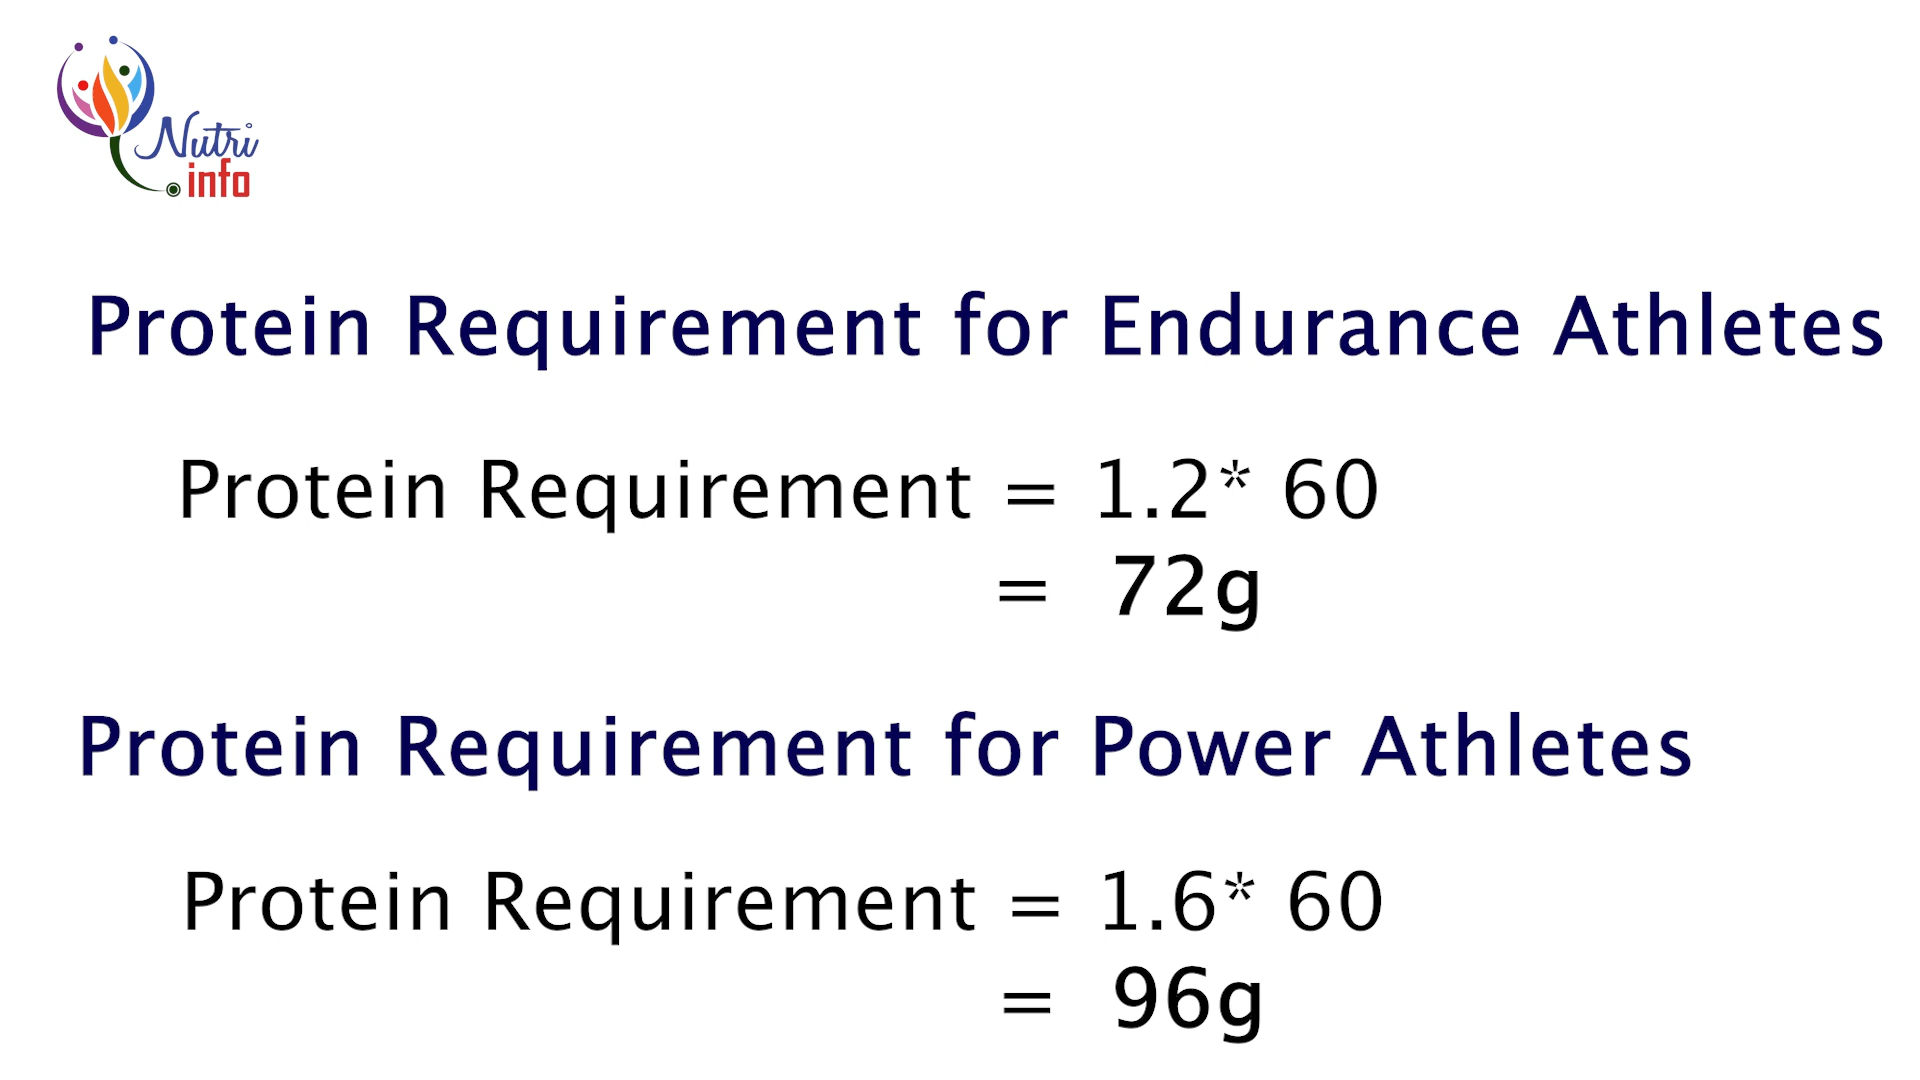 Nutri
info
Protein Requirement for Endurance Athletes
Protein Requirement = 1.2* 60
= 72g
Protein Requirement for Power Athletes
Protein Requirement = 1.6* 60
= 96g